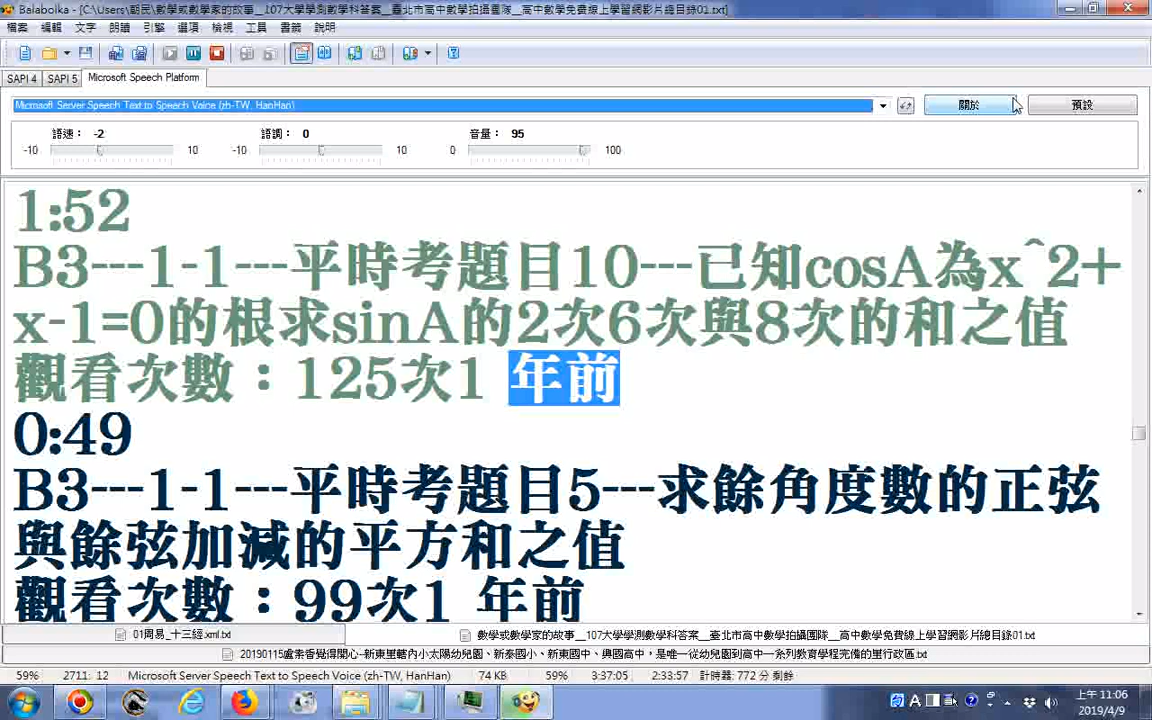 Balabolka - [C:\Users\朝民\數學或數學家的故事__107大學學測數學科答案__臺北市高中數學拍攝團隊__高中數學免費線上學習網影片總目錄01.txt]
檔案 編輯 文字 朗讀 引擎 選項 檢視 工具 書籤 說明
SAPI 4 SAPI 5 Microsoft Speech Platform
Microsoft Server Speech Text to Speech Voice (zh-TW, HanHan) 關於 預設
語速: -2 語調: 0 音量: 95
-10 10 -10 10 0 100
1:52
B3---1-1---平時考題目10---已知cosA為x^2+
x-1=0的根求sinA的2次6次與8次的和之值
觀看次數：125次1 年前
0:49
B3---1-1---平時考題目5---求餘角度數的正弦
與餘弦加減的平方和之值
觀看次數：99次1 年前
01周易_十三經.xml.txt 數學或數學家的故事__107大學學測數學科答案__臺北市高中數學拍攝團隊__高中數學免費線上學習網影片總目錄01.txt
20190115盧素香覺得開心-新東里轄內小太陽幼兒園、新泰國小、新東國中、興國高中，是唯一從幼兒園到高中一系列教育學程完備的里行政區.txt
59% 2711: 12 Microsoft Server Speech Text to Speech Voice (zh-TW, HanHan) 74 KB 59% 3:37:05 2:33:57 計時器: 772 分 剩餘
上午 11:06
2019/4/9